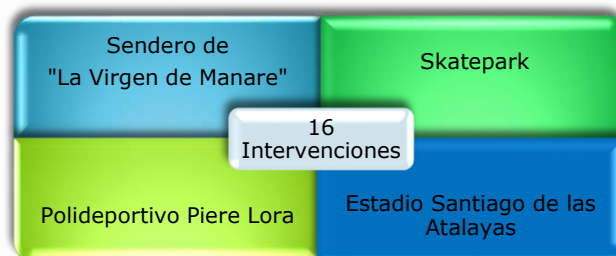 Sendero de
"La Virgen de Manare"
Skatepark
16
Intervenciones
Polideportivo Piere Lora
Estadio Santiago de las
Atalayas